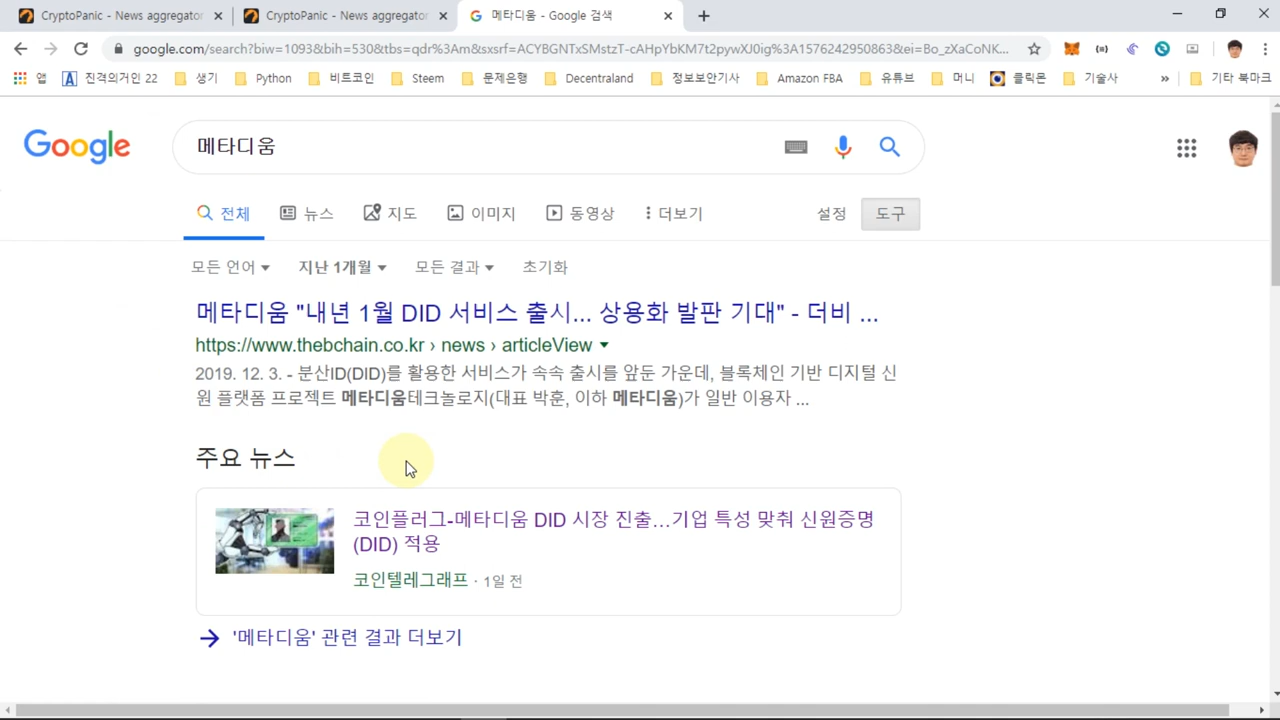 CryptoPanic - News aggregator
CryptoPanic - News aggregator
메타디움 - Google 검색
google.com/search?biw=1093&bih=530&tbs=qdr%3Am&sxsrf=ACYBGNTxSMstzT-cAHpYbKM7t2pywXJ0ig%3A1576242950863&ei=Bo_zXaCoNK...
앱
진격의거인 22
생기
Python
비트코인
Steem
문제은행
Decentraland
정보보안기사
Amazon FBA
유튜브
머니
클릭몬
기술사
»
기타 북마크
Google
메타디움
전체
뉴스
지도
이미지
동영상
더보기
설정
도구
모든 언어
지난 1개월
모든 결과
초기화
메타디움 "내년 1월 DID 서비스 출시... 상용화 발판 기대" - 더비 ...
https://www.thebchain.co.kr › news › articleView
2019. 12. 3. - 분산ID(DID)를 활용한 서비스가 속속 출시를 앞둔 가운데, 블록체인 기반 디지털 신
원 플랫폼 프로젝트 메타디움테크놀로지(대표 박훈, 이하 메타디움)가 일반 이용자 ...
주요 뉴스
코인플러그-메타디움 DID 시장 진출...기업 특성 맞춰 신원증명
(DID) 적용
코인텔레그래프 · 1일 전
'메타디움' 관련 결과 더보기